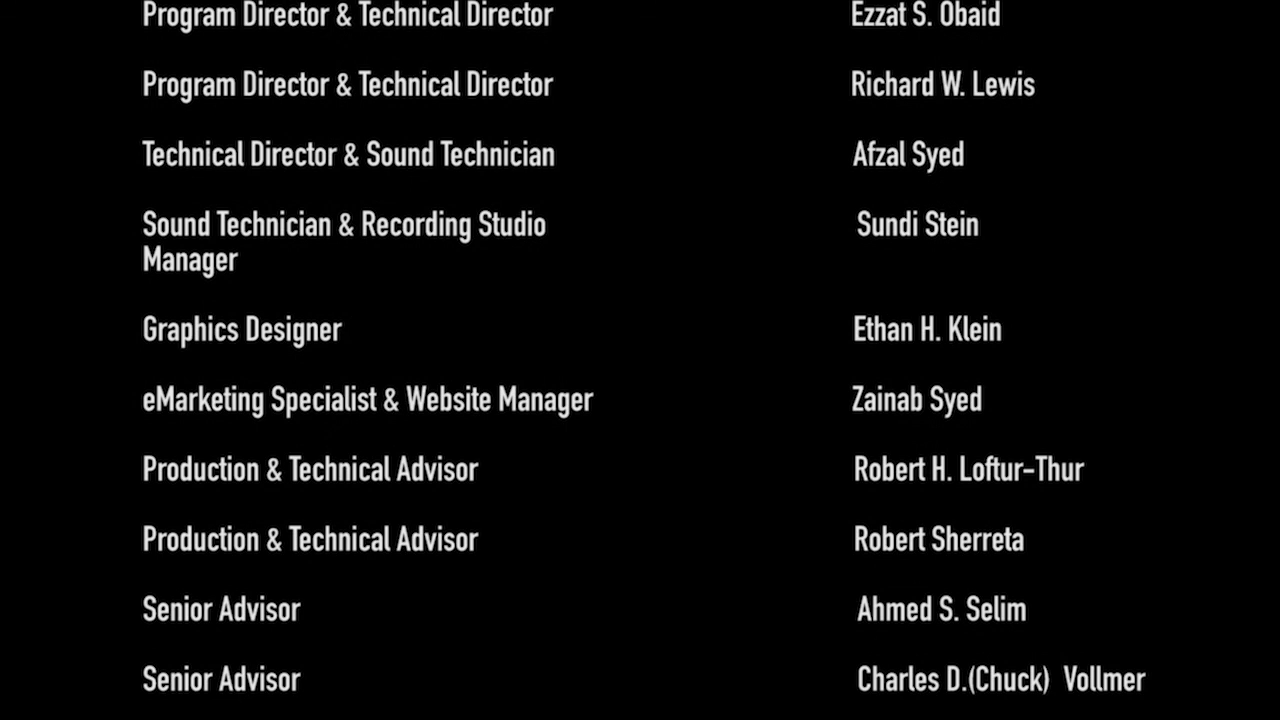 Program Director & Technical Director Ezzat S. Obaid
Program Director & Technical Director Richard W. Lewis
Technical Director & Sound Technician Afzal Syed
Sound Technician & Recording Studio Sundi Stein
Manager
Graphics Designer Ethan H. Klein
eMarketing Specialist & Website Manager Zainab Syed
Production & Technical Advisor Robert H. Loftur-Thur
Production & Technical Advisor Robert Sherreta
Senior Advisor Ahmed S. Selim
Senior Advisor Charles D.(Chuck) Vollmer